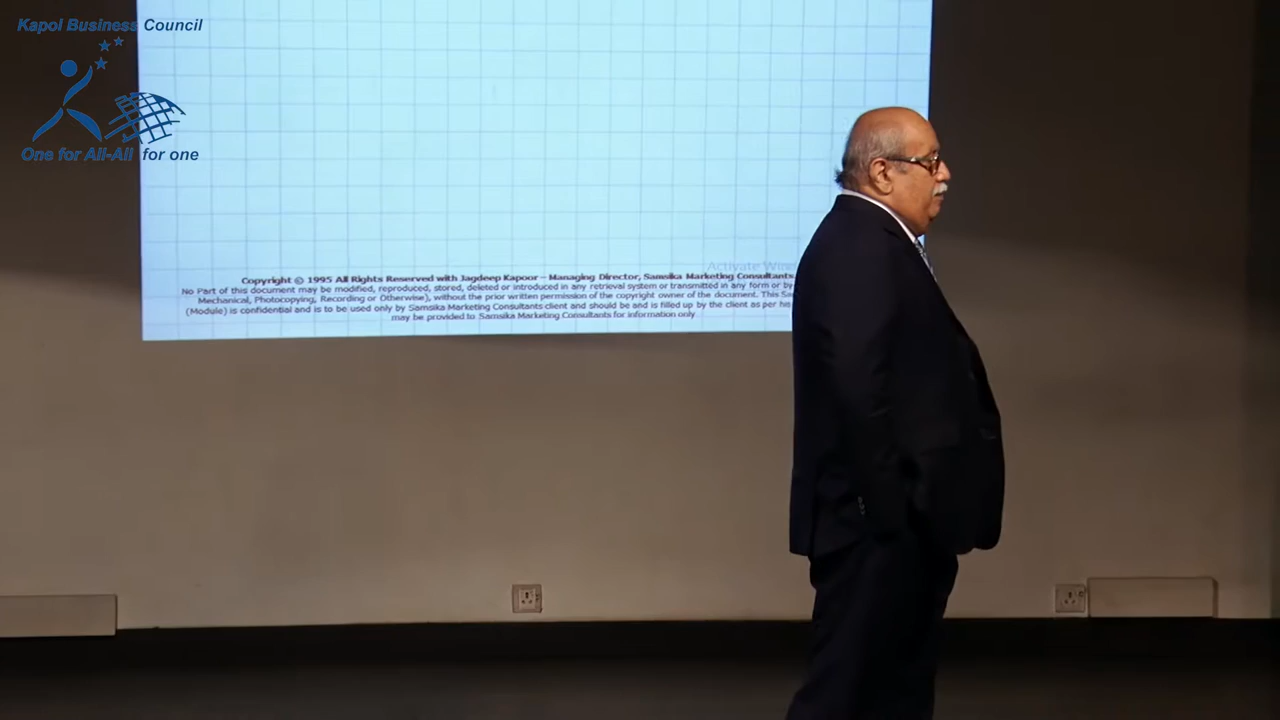 Kapol Business Council
One for All-All for one
Activate Wind
Copyright © 1995 All Rights Reserved with Jagdeep Kapoor – Managing Director, Samsika Marketing Consultants
No Part of this document may be modified, reproduced, stored, deleted or introduced in any retrieval system or transmitted in any form or by
Mechanical, Photocopying, Recording or Otherwise), without the prior written permission of the copyright owner of the document. This
(Module) is confidential and is to be used only by Samsika Marketing Consultants client and should be and is filled up by the client as per his
may be provided to Samsika Marketing Consultants for information only